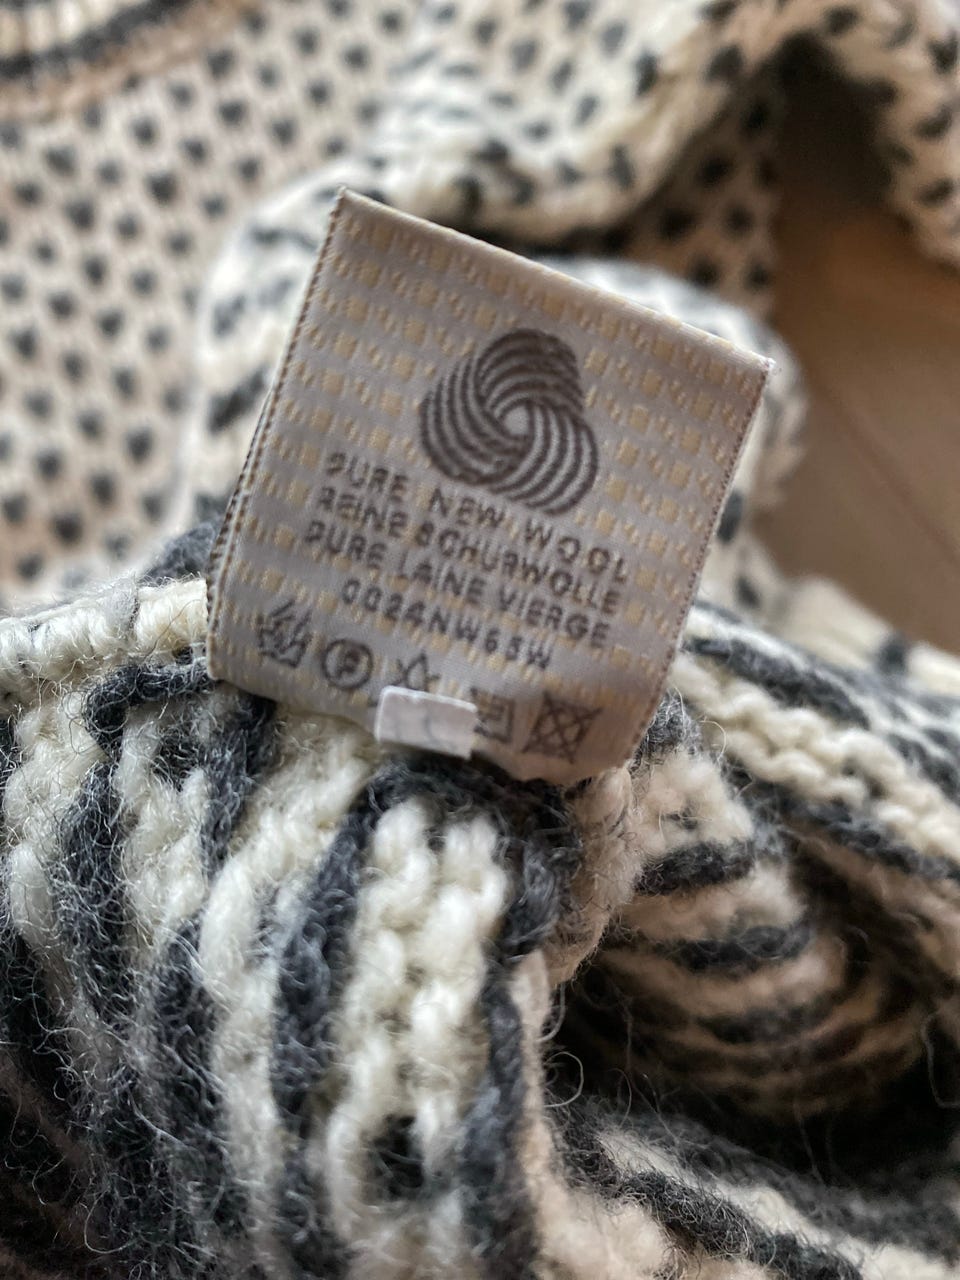 PURE NEW WOOL
REINE SCHURWOLLE
PURE LAINE VIERGE
0024NW65W
F